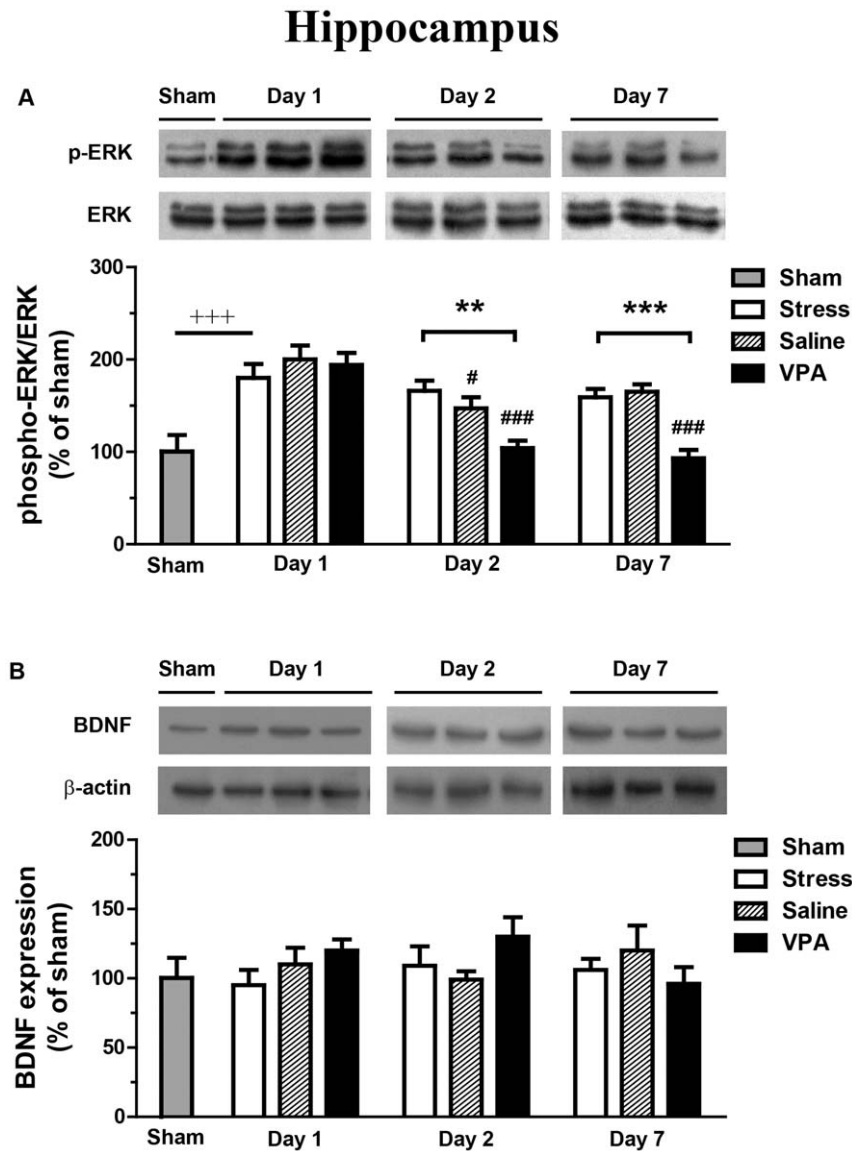 Hippocampus
A
Sham Day 1 Day 2 Day 7
p-ERK
ERK
phospho-ERK/ERK
(% of sham)
300
200
100
0
+++
**
***
#
###
###
Sham
Stress
Saline
VPA
Sham Day 1 Day 2 Day 7
B
Sham Day 1 Day 2 Day 7
BDNF
β-actin
BDNF expression
(% of sham)
200
150
100
50
0
Sham
Stress
Saline
VPA
Sham Day 1 Day 2 Day 7